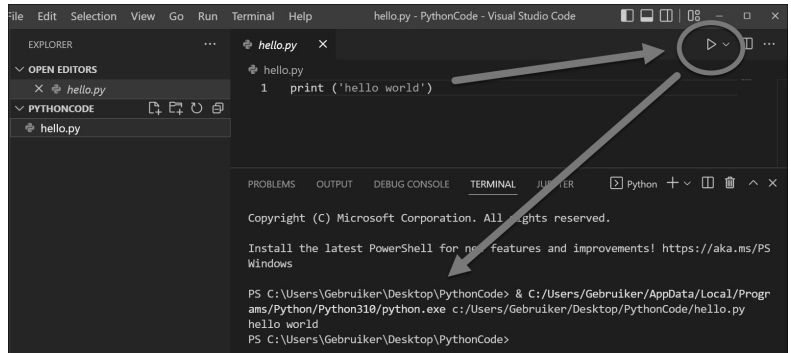 File Edit Selection View Go Run Terminal Help hello.py - PythonCode - Visual Studio Code
EXPLORER
OPEN EDITORS
hello.py
PYTHONCODE
hello.py
hello.py
hello.py
1 print ('hello world')
PROBLEMS OUTPUT DEBUG CONSOLE TERMINAL JUPYTER Python
Copyright (C) Microsoft Corporation. All rights reserved.
Install the latest PowerShell for new features and improvements! https://aka.ms/PS
Windows
PS C:\Users\Gebruiker\Desktop\PythonCode> & C:/Users/Gebruiker/AppData/Local/Progr
ams/Python/Python310/python.exe c:/Users/Gebruiker/Desktop/PythonCode/hello.py
hello world
PS C:\Users\Gebruiker\Desktop\PythonCode>